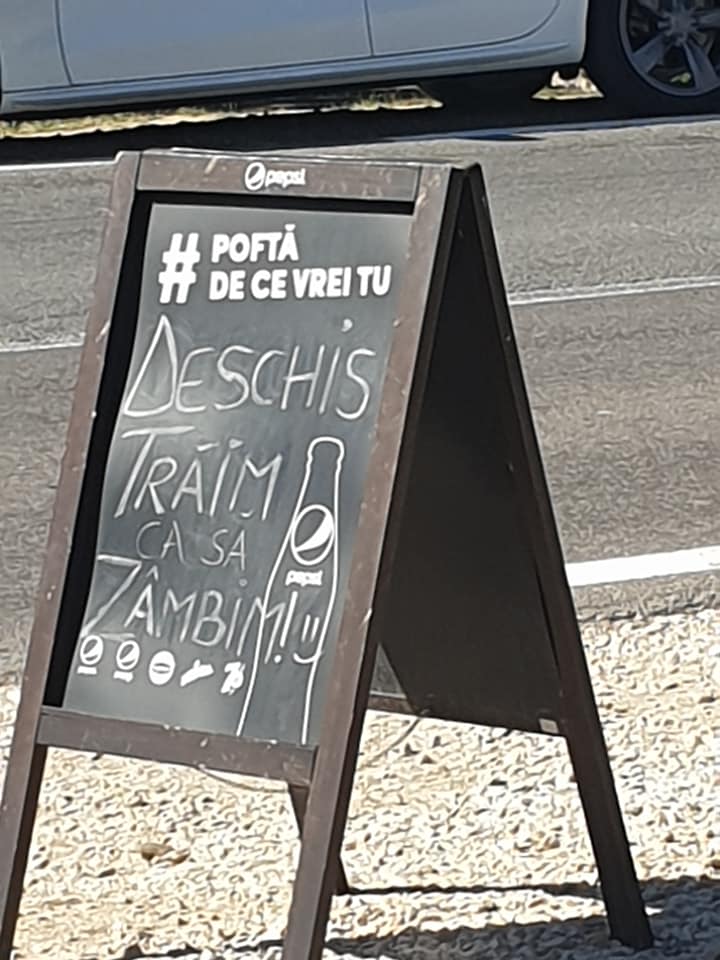 pepsi
# POFTĂ
DE CE VREI TU
DESCHIS
TRĂIM
CA SĂ
ZÂMBIM! :)
pepsi